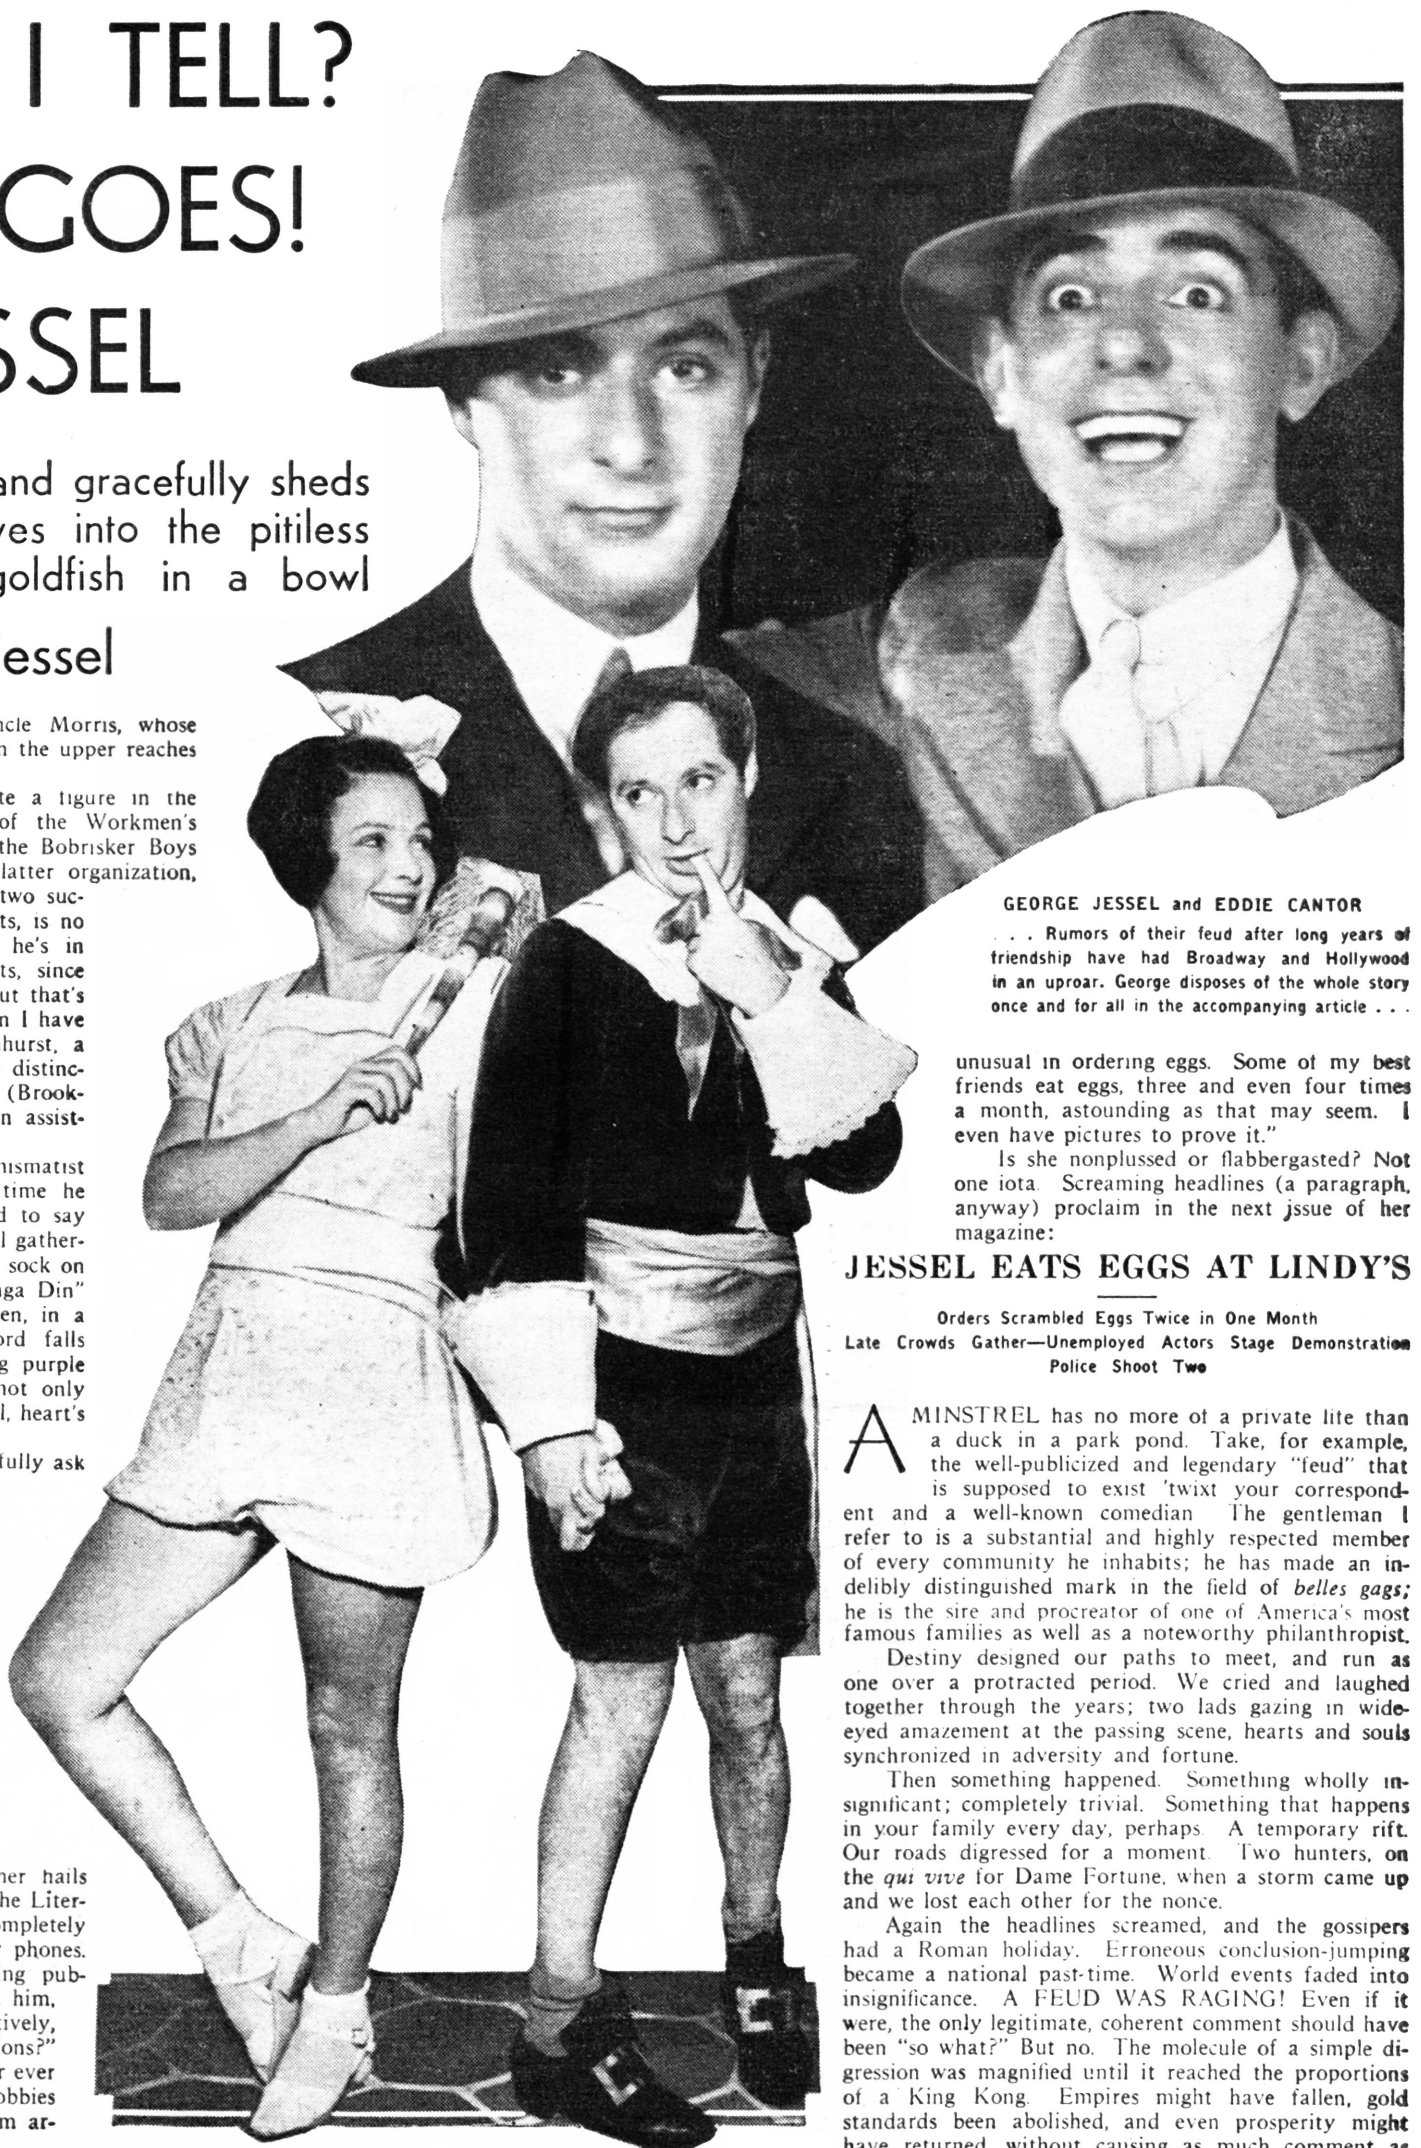 I TELL?
GOES!
SSEL
and gracefully sheds
ves into the pitiless
goldfish in a bowl
Jessel
ncle Morris, whose
n the upper reaches
te a figure in the
of the Workmen's
the Bobrisker Boys
latter organization,
two suc-
ts, is no
he's in
ts, since
ut that's
n I have
hurst, a
distinc-
(Brook-
n assist-
nismatist
time he
d to say
l gather-
sock on
ga Din"
en, in a
ord falls
g purple
not only
l, heart's
fully ask
her hails
he Liter-
ompletely
phones.
ing pub-
him,
tively,
ons?"
r ever
obbies
m ar-
GEORGE JESSEL and EDDIE CANTOR
. . . Rumors of their feud after long years of
friendship have had Broadway and Hollywood
in an uproar. George disposes of the whole story
once and for all in the accompanying article . . .
unusual in ordering eggs. Some of my best
friends eat eggs, three and even four times
a month, astounding as that may seem. I
even have pictures to prove it."
Is she nonplussed or flabbergasted? Not
one iota. Screaming headlines (a paragraph,
anyway) proclaim in the next issue of her
magazine:
JESSEL EATS EGGS AT LINDY'S
Orders Scrambled Eggs Twice in One Month
Late Crowds Gather—Unemployed Actors Stage Demonstration
Police Shoot Two
A MINSTREL has no more of a private life than
a duck in a park pond. Take, for example,
the well-publicized and legendary "feud" that
is supposed to exist 'twixt your correspond-
ent and a well-known comedian The gentleman I
refer to is a substantial and highly respected member
of every community he inhabits; he has made an in-
delibly distinguished mark in the field of belles gags;
he is the sire and procreator of one of America's most
famous families as well as a noteworthy philanthropist.
Destiny designed our paths to meet, and run as
one over a protracted period. We cried and laughed
together through the years; two lads gazing in wide-
eyed amazement at the passing scene, hearts and souls
synchronized in adversity and fortune.
Then something happened. Something wholly in-
significant; completely trivial. Something that happens
in your family every day, perhaps. A temporary rift.
Our roads digressed for a moment. Two hunters, on
the qui vive for Dame Fortune, when a storm came up
and we lost each other for the nonce.
Again the headlines screamed, and the gossipers
had a Roman holiday. Erroneous conclusion-jumping
became a national past-time. World events faded into
insignificance. A FEUD WAS RAGING! Even if it
were, the only legitimate, coherent comment should have
been "so what?" But no. The molecule of a simple di-
gression was magnified until it reached the proportions
of a King Kong. Empires might have fallen, gold
standards been abolished, and even prosperity might
have returned, without causing as much comment as